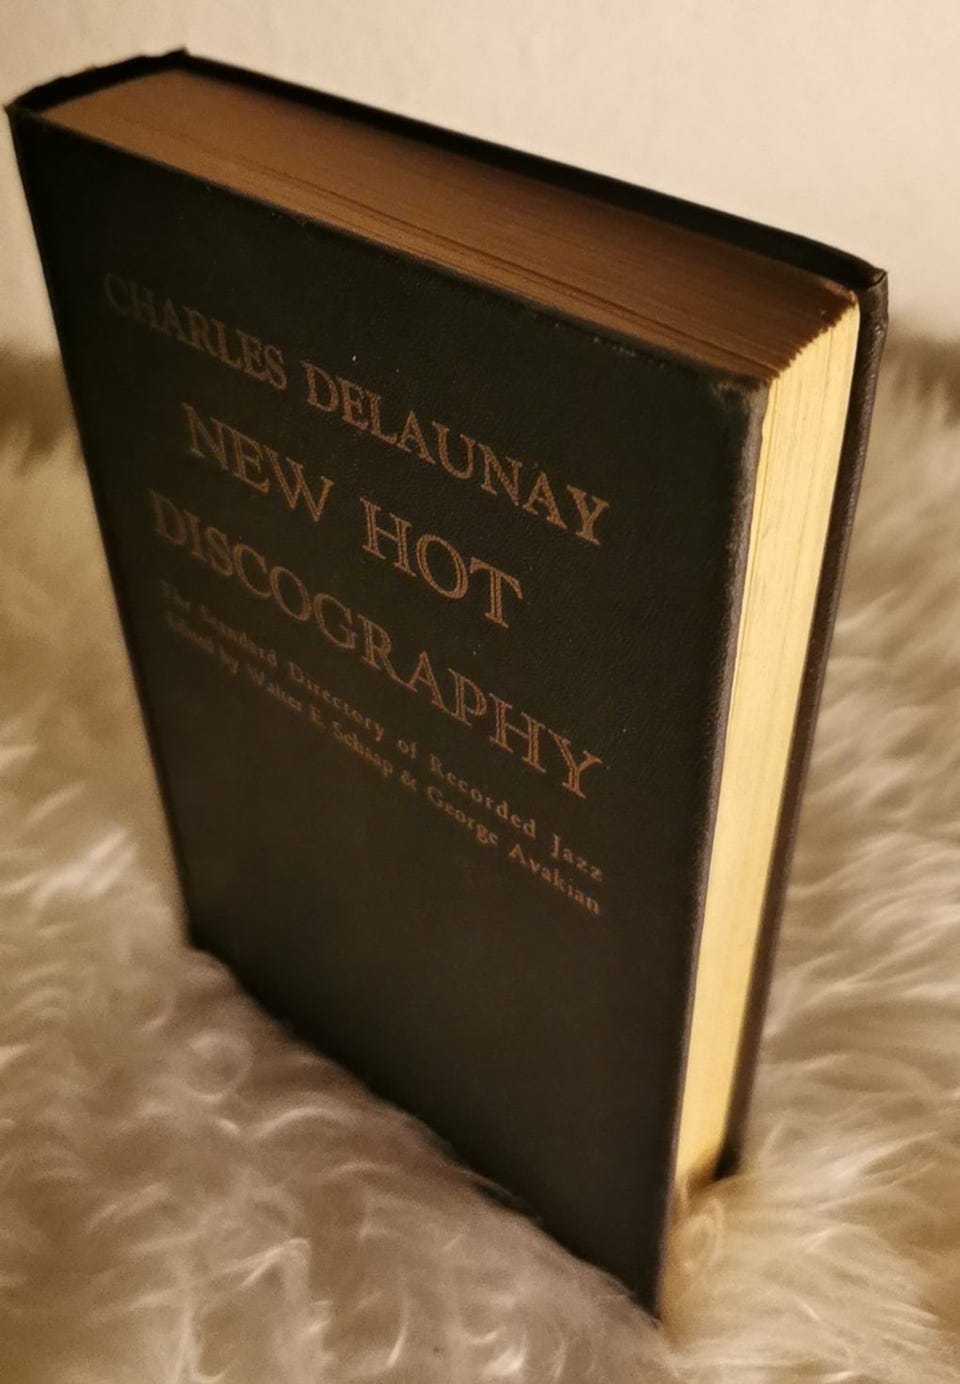 CHARLES DELAUNAY
NEW HOT
DISCOGRAPHY
The Standard Directory of Recorded Jazz
Edited by Walter E. Schaap & George Avakian